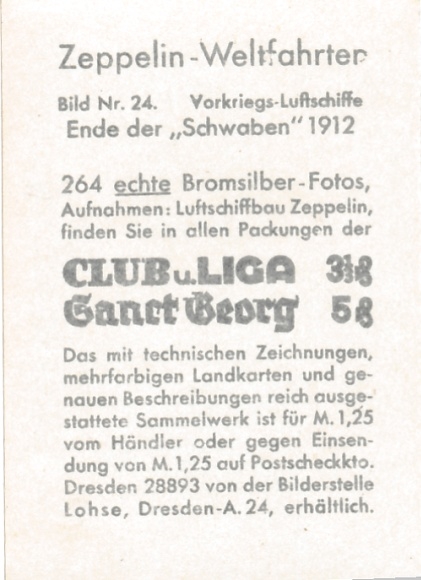 Zeppelin-Weltfahrten
Bild Nr. 24. Vorkriegs-Luftschiffe
Ende der „Schwaben“ 1912
264 echte Bromsilber-Fotos,
Aufnahmen: Luftschiffbau Zeppelin,
finden Sie in allen Packungen der
CLUB u. LIGA 3⅓ ₰
Sanct Georg 5 ₰
Das mit technischen Zeichnungen,
mehrfarbigen Landkarten und ge-
nauen Beschreibungen reich ausge-
stattete Sammelwerk ist für M. 1,25
vom Händler oder gegen Einsen-
dung von M. 1,25 auf Postscheckkto.
Dresden 28893 von der Bilderstelle
Lohse, Dresden-A. 24, erhältlich.